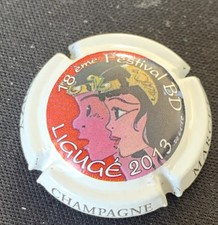 18ème Festival BD
LIGUGÉ 2013
CHAMPAGNE